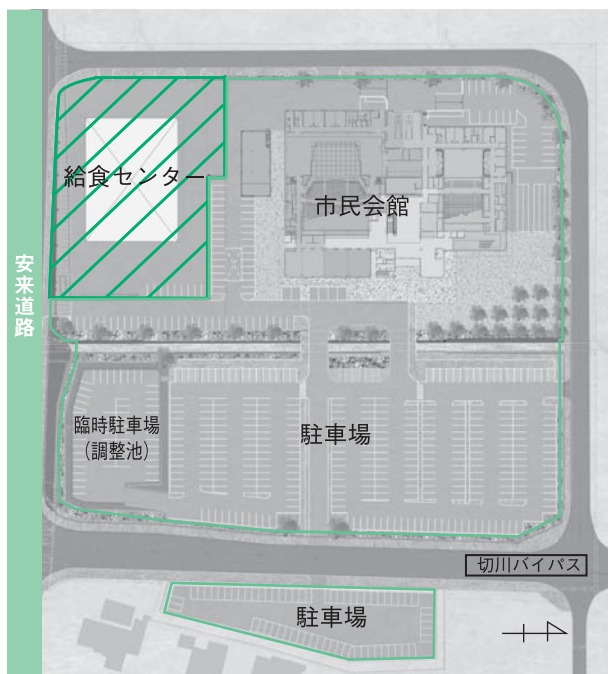 給食センター
市民会館
安来道路
臨時駐車場
（調整池）
駐車場
切川バイパス
駐車場